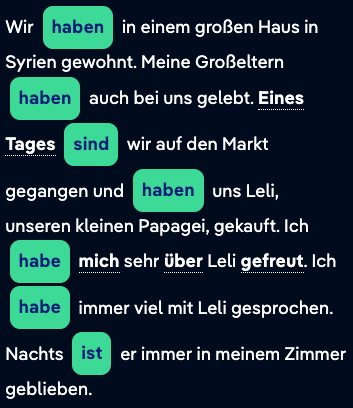 Wir haben in einem großen Haus in
Syrien gewohnt. Meine Großeltern
haben auch bei uns gelebt. Eines
Tages sind wir auf den Markt
gegangen und haben uns Leli,
unseren kleinen Papagei, gekauft. Ich
habe mich sehr über Leli gefreut. Ich
habe immer viel mit Leli gesprochen.
Nachts ist er immer in meinem Zimmer
geblieben.